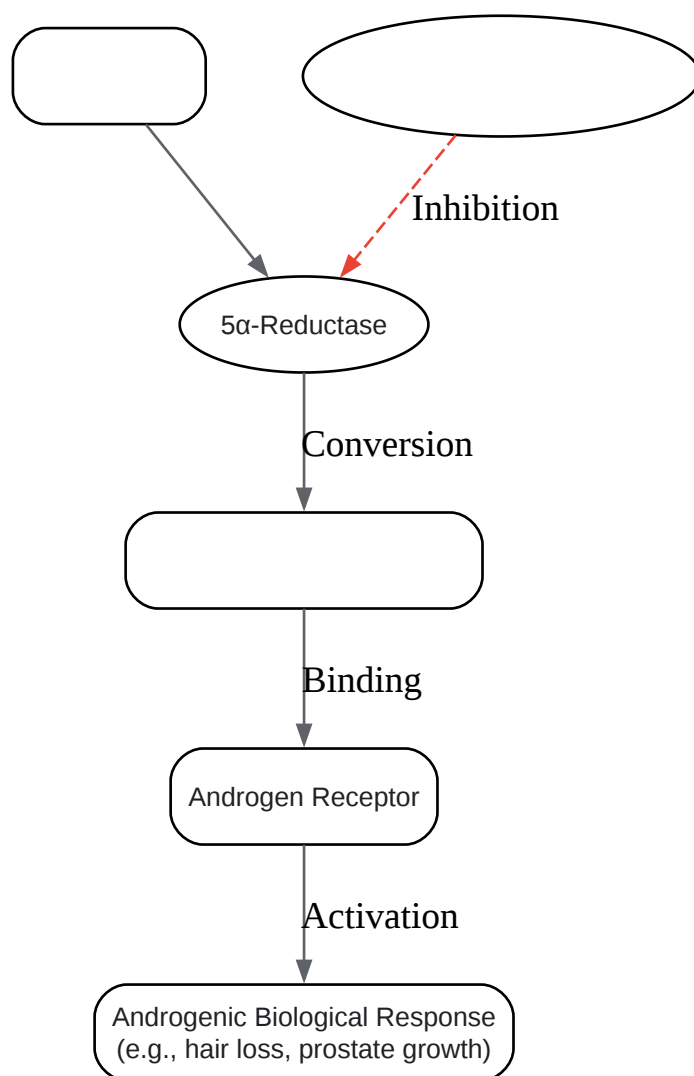 Inhibition
5α-Reductase
Conversion
Binding
Androgen Receptor
Activation
Androgenic Biological Response
(e.g., hair loss, prostate growth)